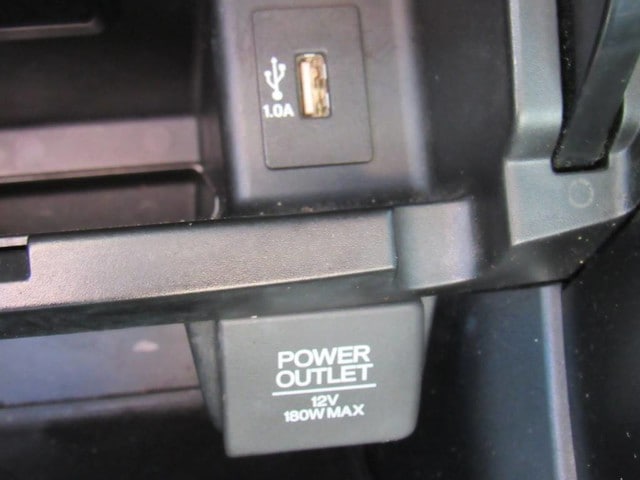 1.0A
POWER
OUTLET
12V
180W MAX